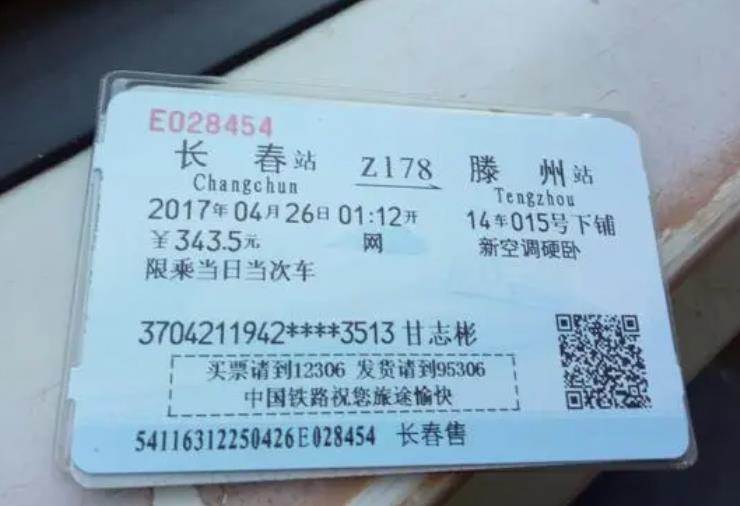 E028454
长春站 Z178 滕州站
Changchun Tengzhou
2017年04月26日01:12开 14车015号下铺
￥343.5元 网 新空调硬卧
限乘当日当次车
3704211942****3513 甘志彬
买票请到12306 发货请到95306
中国铁路祝您旅途愉快
54116312250426E028454 长春售